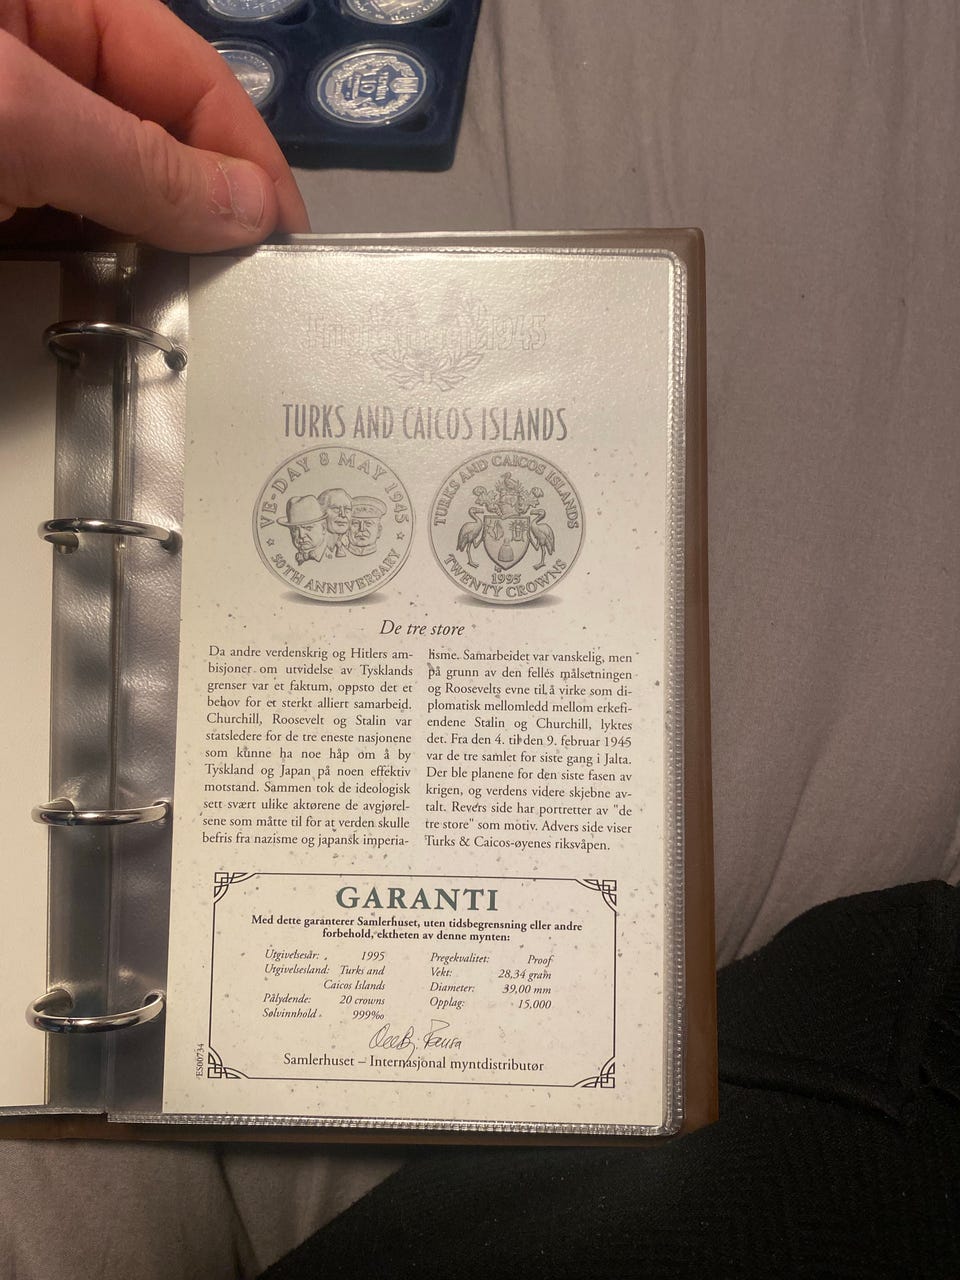 1945
TURKS AND CAICOS ISLANDS
VE-DAY 8 MAY 1945
50TH ANNIVERSARY
TURKS AND CAICOS ISLANDS
1995
TWENTY CROWNS
De tre store
Da andre verdenskrig og Hitlers am-
bisjoner om utvidelse av Tysklands
grenser var et faktum, oppsto det et
behov for et sterkt alliert samarbeid.
Churchill, Roosevelt og Stalin var
statsledere for de tre eneste nasjonene
som kunne ha noe håp om å by
Tyskland og Japan på noen effektiv
motstand. Sammen tok de ideologisk
sett svært ulike aktørene de avgjørel-
sene som måtte til for at verden skulle
befris fra nazisme og japansk imperia-
lisme. Samarbeidet var vanskelig, men
på grunn av den felles målsetningen
og Roosevelts evne til å virke som di-
plomatisk mellomledd mellom erkefi-
endene Stalin og Churchill, lyktes
det. Fra den 4. til den 9. februar 1945
var de tre samlet for siste gang i Jalta.
Der ble planene for den siste fasen av
krigen, og verdens videre skjebne av-
talt. Revers side har portretter av "de
tre store" som motiv. Advers side viser
Turks & Caicos-øyenes riksvåpen.
GARANTI
Med dette garanterer Samlerhuset, uten tidsbegrensning eller andre
forbehold, ektheten av denne mynten:
Utgivelsesår: 1995
Utgivelsesland: Turks and
Caicos Islands
Pålydende: 20 crowns
Sølvinnhold 999‰
Pregekvalitet: Proof
Vekt: 28,34 gram
Diameter: 39,00 mm
Opplag: 15,000
Samlerhuset – Internasjonal myntdistributør
ES00734